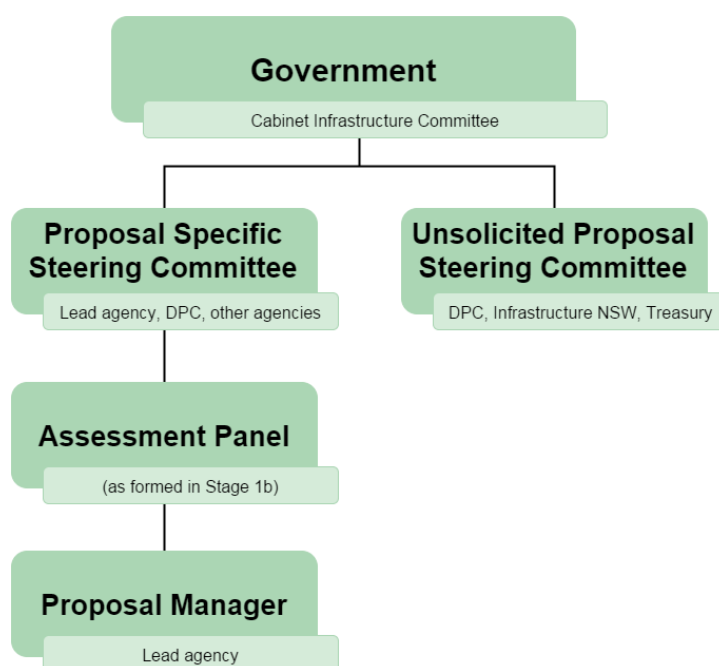 Government
Cabinet Infrastructure Committee
Proposal Specific
Steering Committee
Lead agency, DPC, other agencies
Unsolicited Proposal
Steering Committee
DPC, Infrastructure NSW, Treasury
Assessment Panel
(as formed in Stage 1b)
Proposal Manager
Lead agency